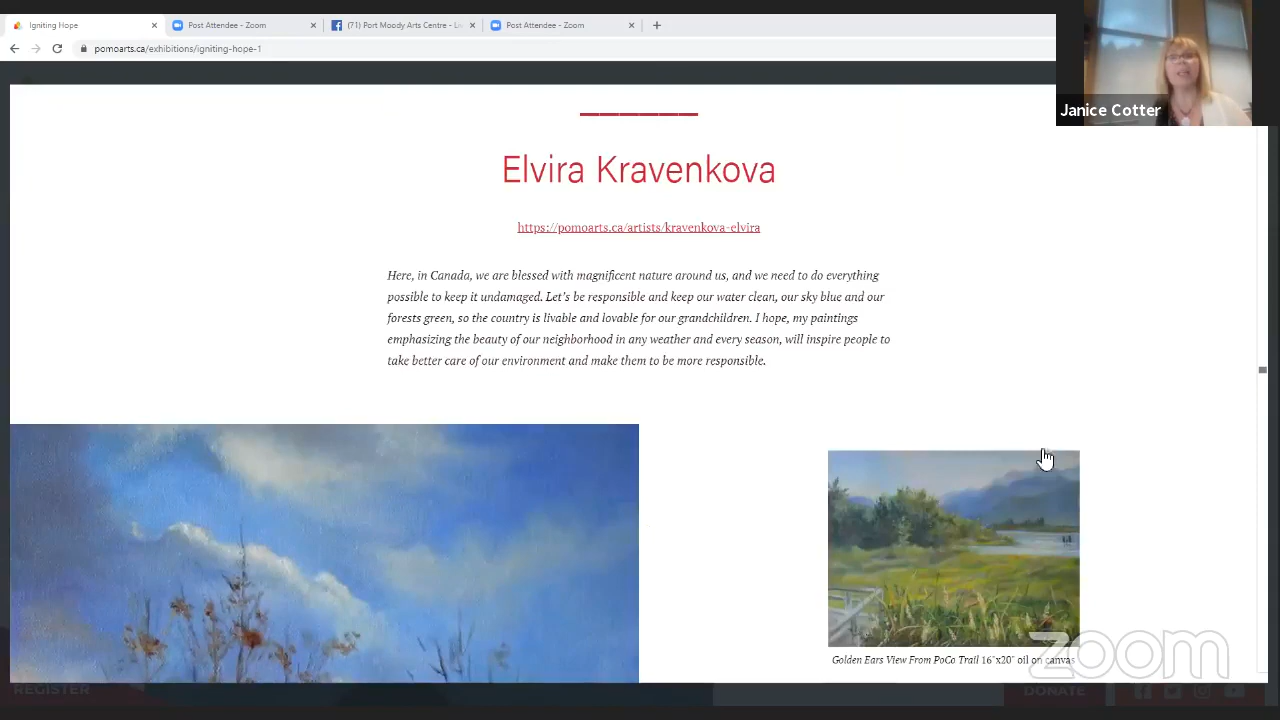 Igniting Hope
Post Attendee - Zoom
(71) Port Moody Arts Centre - Li
Post Attendee - Zoom
pomoarts.ca/exhibitions/igniting-hope-1
Janice Cotter
Elvira Kravenkova
https://pomoarts.ca/artists/kravenkova-elvira
Here, in Canada, we are blessed with magnificent nature around us, and we need to do everything
possible to keep it undamaged. Let's be responsible and keep our water clean, our sky blue and our
forests green, so the country is livable and lovable for our grandchildren. I hope, my paintings
emphasizing the beauty of our neighborhood in any weather and every season, will inspire people to
take better care of our environment and make them to be more responsible.
zoom
Golden Ears View From PoCo Trail 16"x20" oil on canvas
REGISTER
DONATE